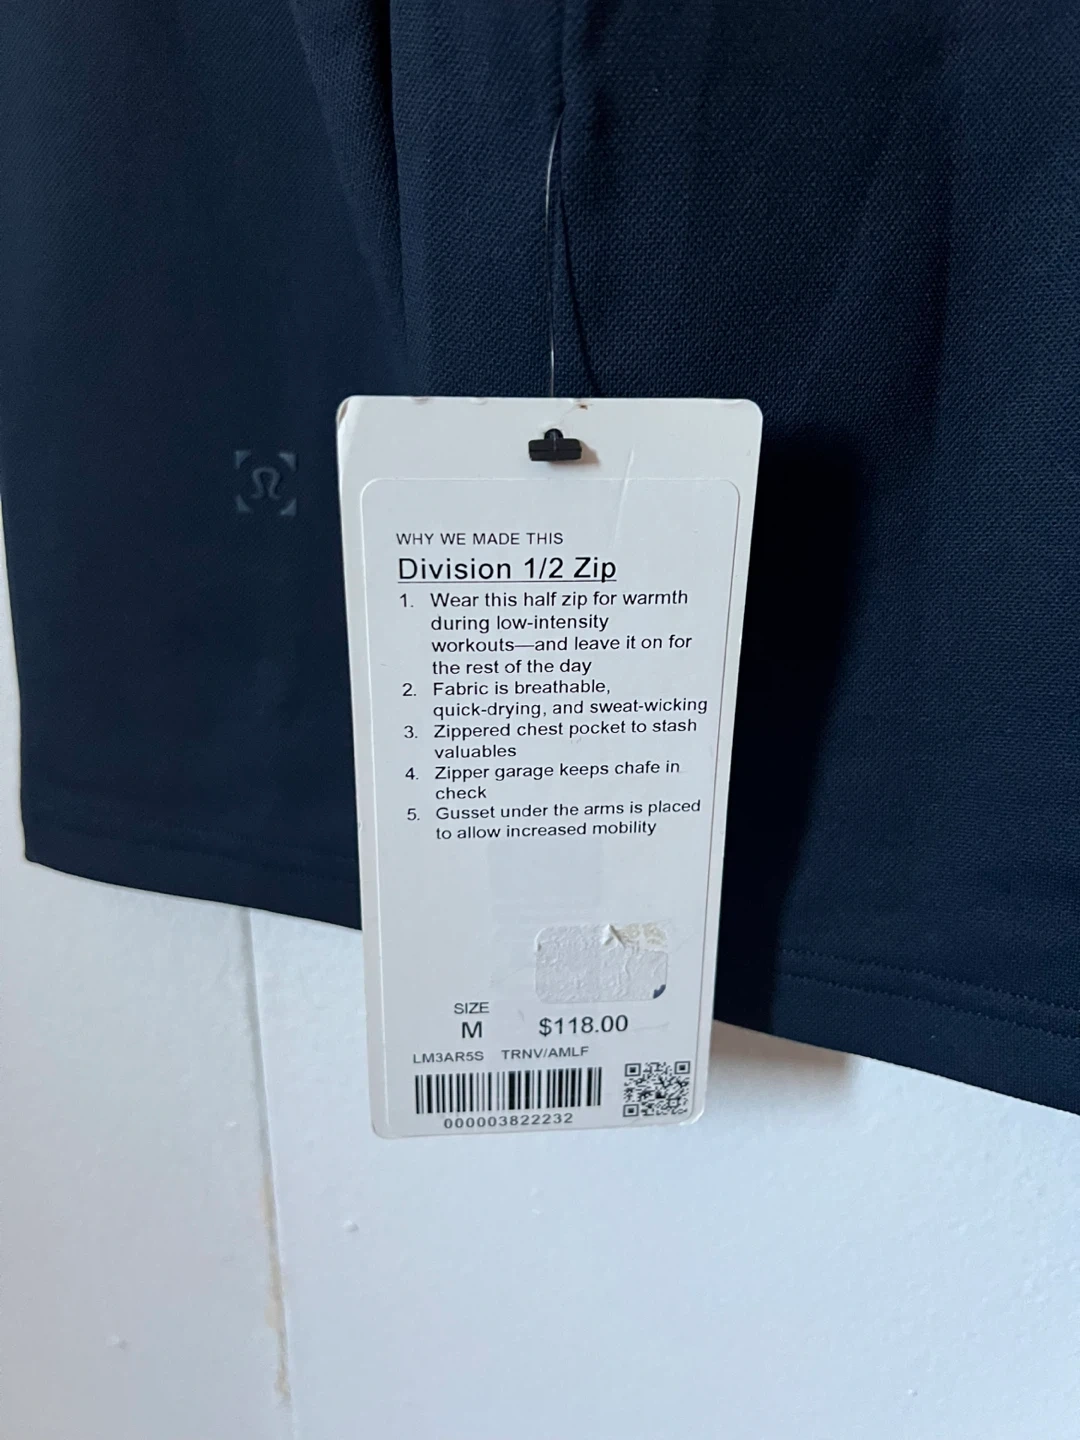 WHY WE MADE THIS
Division 1/2 Zip
1. Wear this half zip for warmth
during low-intensity
workouts—and leave it on for
the rest of the day
2. Fabric is breathable,
quick-drying, and sweat-wicking
3. Zippered chest pocket to stash
valuables
4. Zipper garage keeps chafe in
check
5. Gusset under the arms is placed
to allow increased mobility
SIZE
M $118.00
LM3AR5S TRNV/AMLF
000003822232